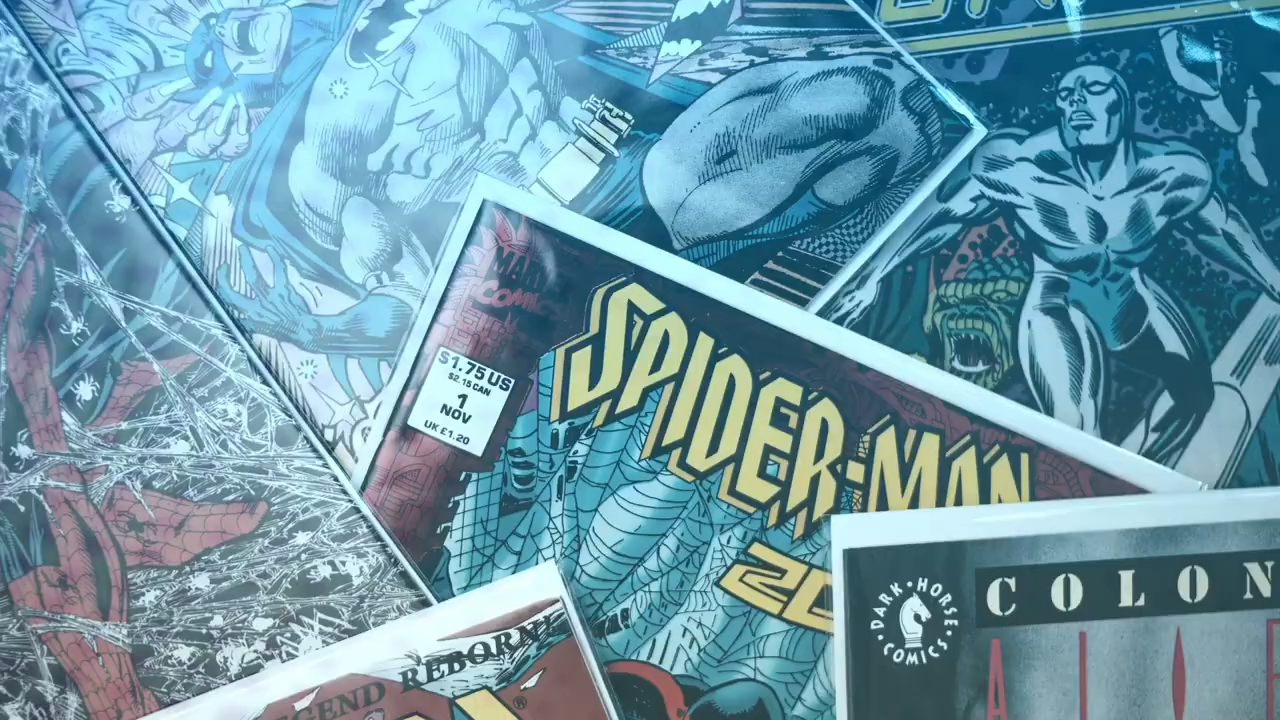 MARVEL
COMICS
$1.75 US
$2.15 CAN
1
NOV
UK £1.20
SPIDER-MAN
20
DARK HORSE
COMICS
COLON
ALIE
LEGEND REBORN!